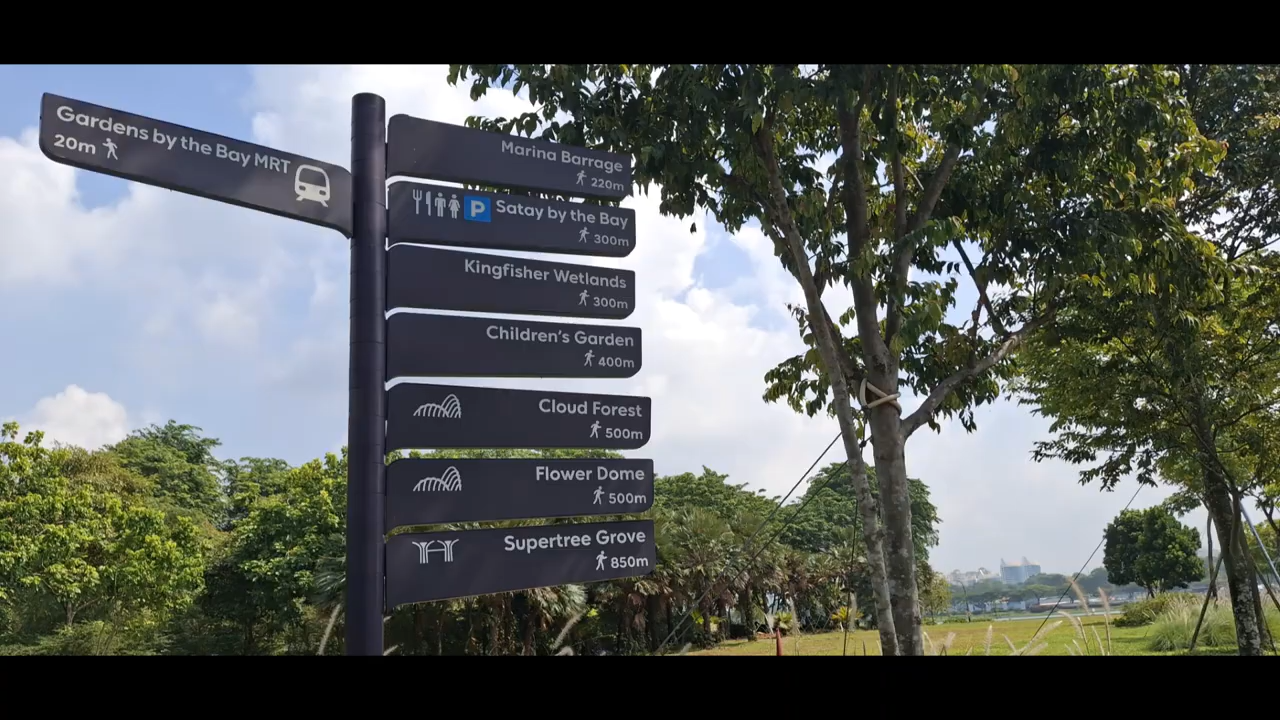 Gardens by the Bay MRT
20m
Marina Barrage
220m
P Satay by the Bay
300m
Kingfisher Wetlands
300m
Children's Garden
400m
Cloud Forest
500m
Flower Dome
500m
Supertree Grove
850m